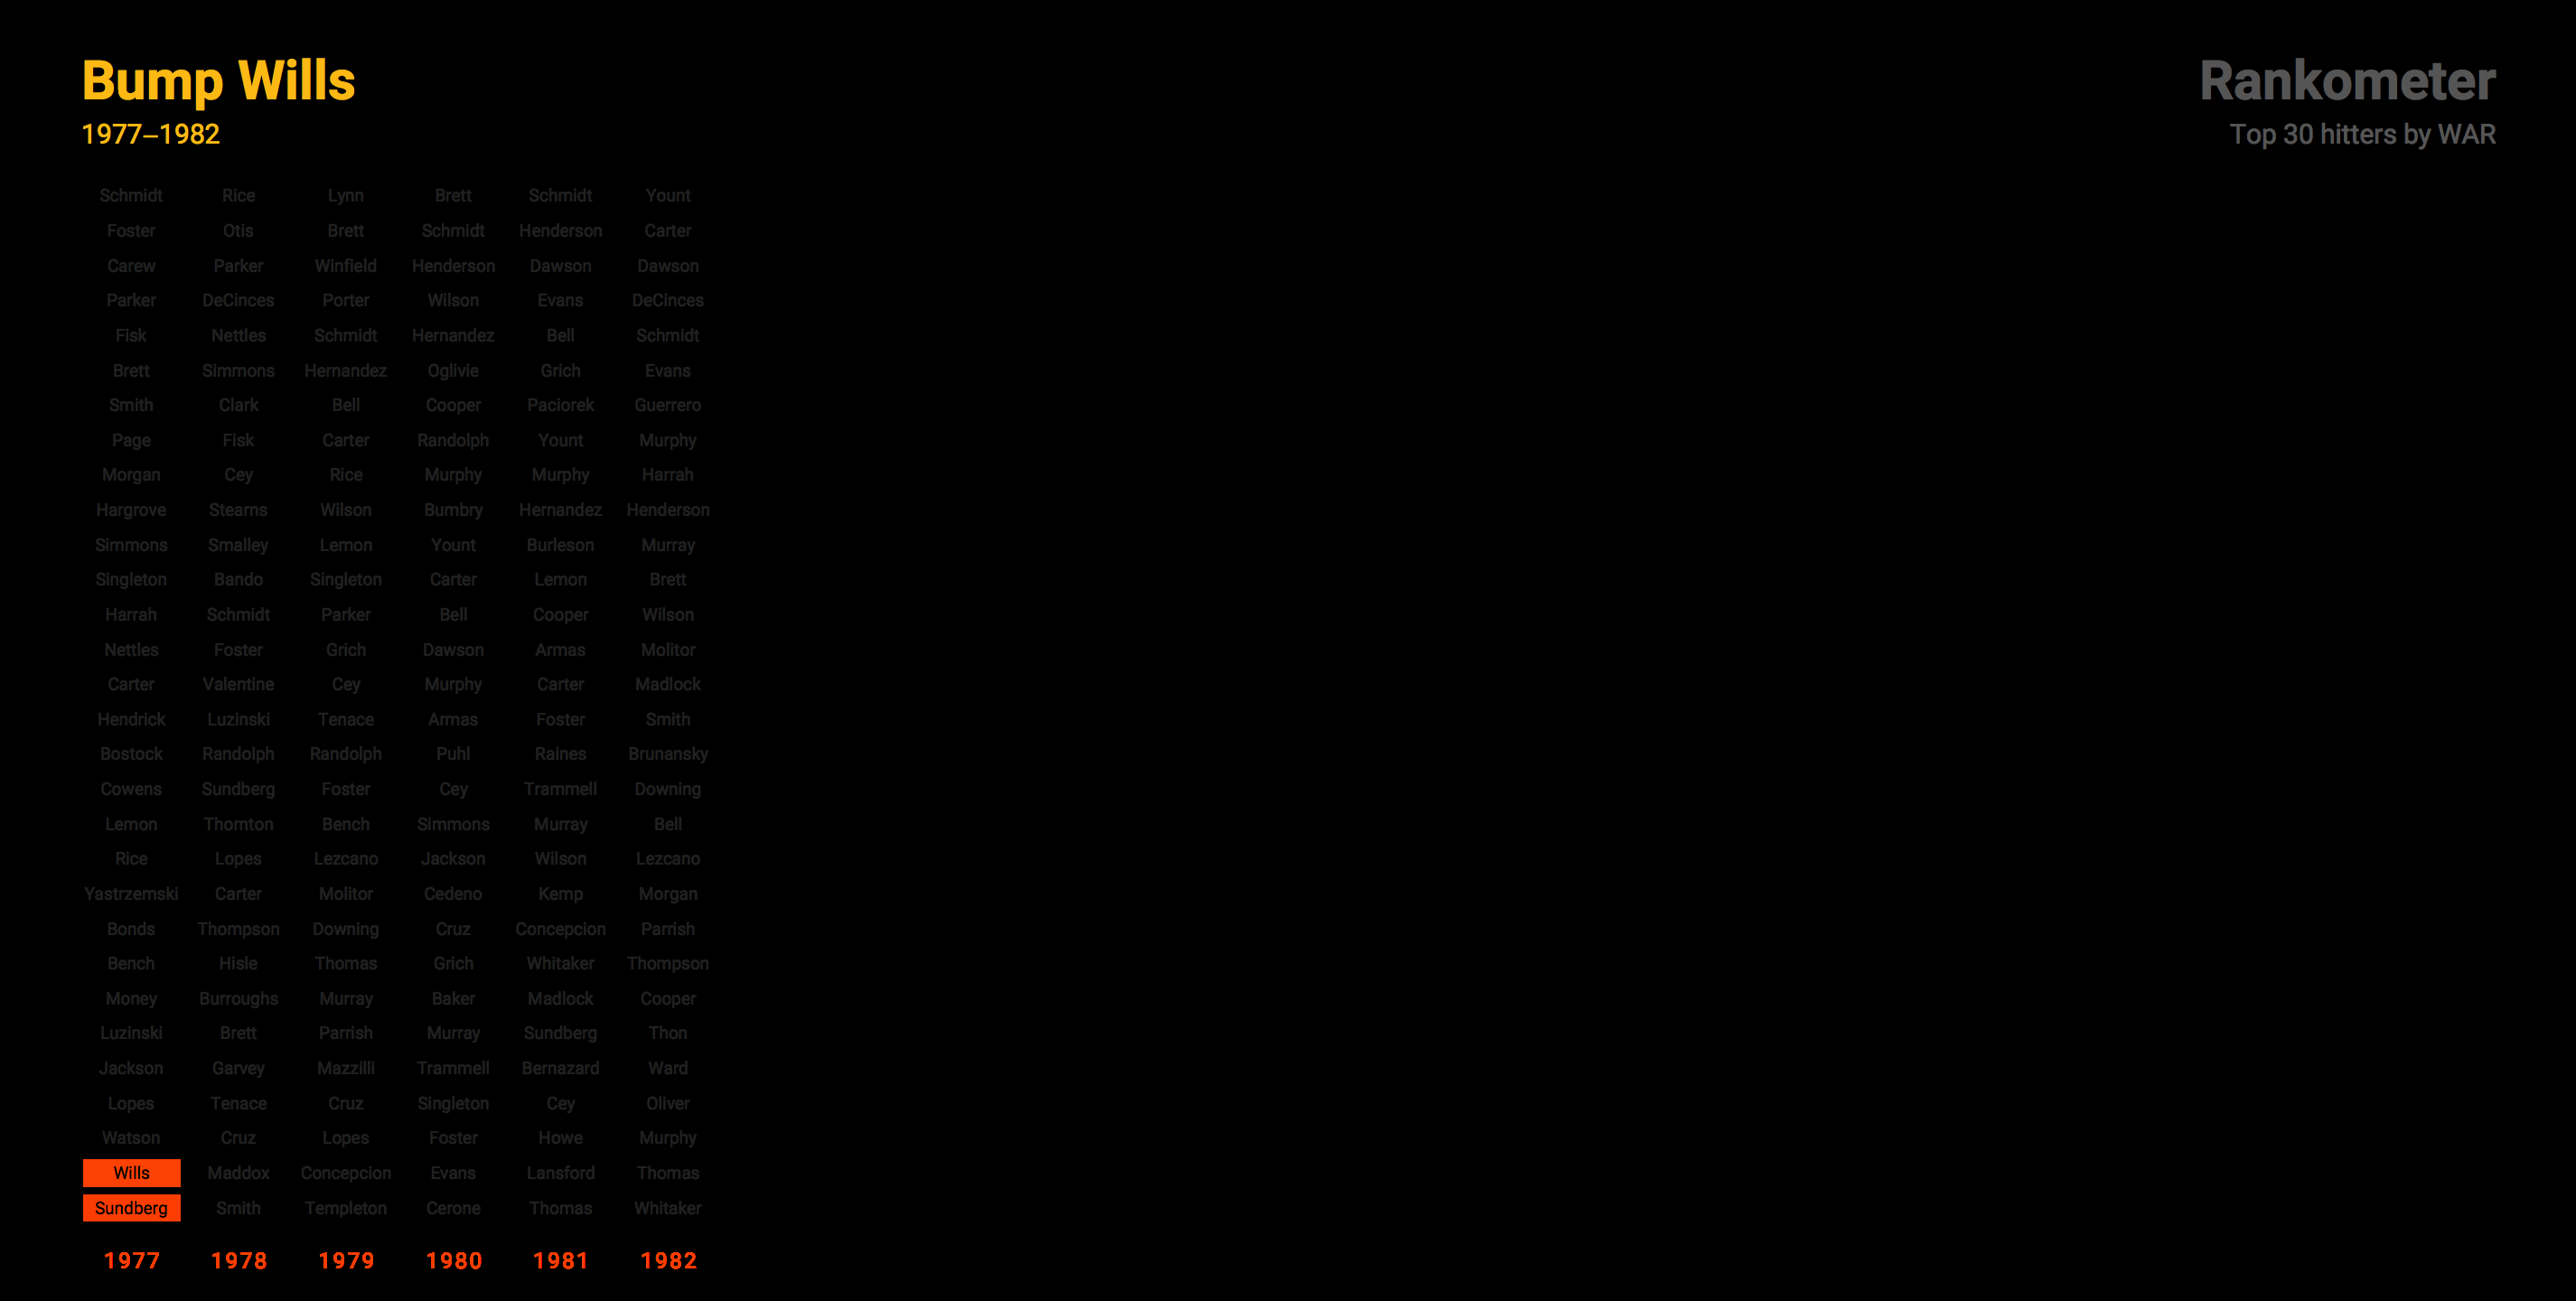 Bump Wills
1977–1982
Rankometer
Top 30 hitters by WAR
Schmidt Rice Lynn Brett Schmidt Yount
Foster Otis Brett Schmidt Henderson Carter
Carew Parker Winfield Henderson Dawson Dawson
Parker DeCinces Porter Wilson Evans DeCinces
Fisk Nettles Schmidt Hernandez Bell Schmidt
Brett Simmons Hernandez Oglivie Grich Evans
Smith Clark Bell Cooper Paciorek Guerrero
Page Fisk Carter Randolph Yount Murphy
Morgan Cey Rice Murphy Murphy Harrah
Hargrove Stearns Wilson Bumbry Hernandez Henderson
Simmons Smalley Lemon Yount Burleson Murray
Singleton Bando Singleton Carter Lemon Brett
Harrah Schmidt Parker Bell Cooper Wilson
Nettles Foster Grich Dawson Armas Molitor
Carter Valentine Cey Murphy Carter Madlock
Hendrick Luzinski Tenace Armas Foster Smith
Bostock Randolph Randolph Puhl Raines Brunansky
Cowens Sundberg Foster Cey Trammell Downing
Lemon Thornton Bench Simmons Murray Bell
Rice Lopes Lezcano Jackson Wilson Lezcano
Yastrzemski Carter Molitor Cedeno Kemp Morgan
Bonds Thompson Downing Cruz Concepcion Parrish
Bench Hisle Thomas Grich Whitaker Thompson
Money Burroughs Murray Baker Madlock Cooper
Luzinski Brett Parrish Murray Sundberg Thon
Jackson Garvey Mazzilli Trammell Bernazard Ward
Lopes Tenace Cruz Singleton Cey Oliver
Watson Cruz Lopes Foster Howe Murphy
Wills Maddox Concepcion Evans Lansford Thomas
Sundberg Smith Templeton Cerone Thomas Whitaker
1977 1978 1979 1980 1981 1982